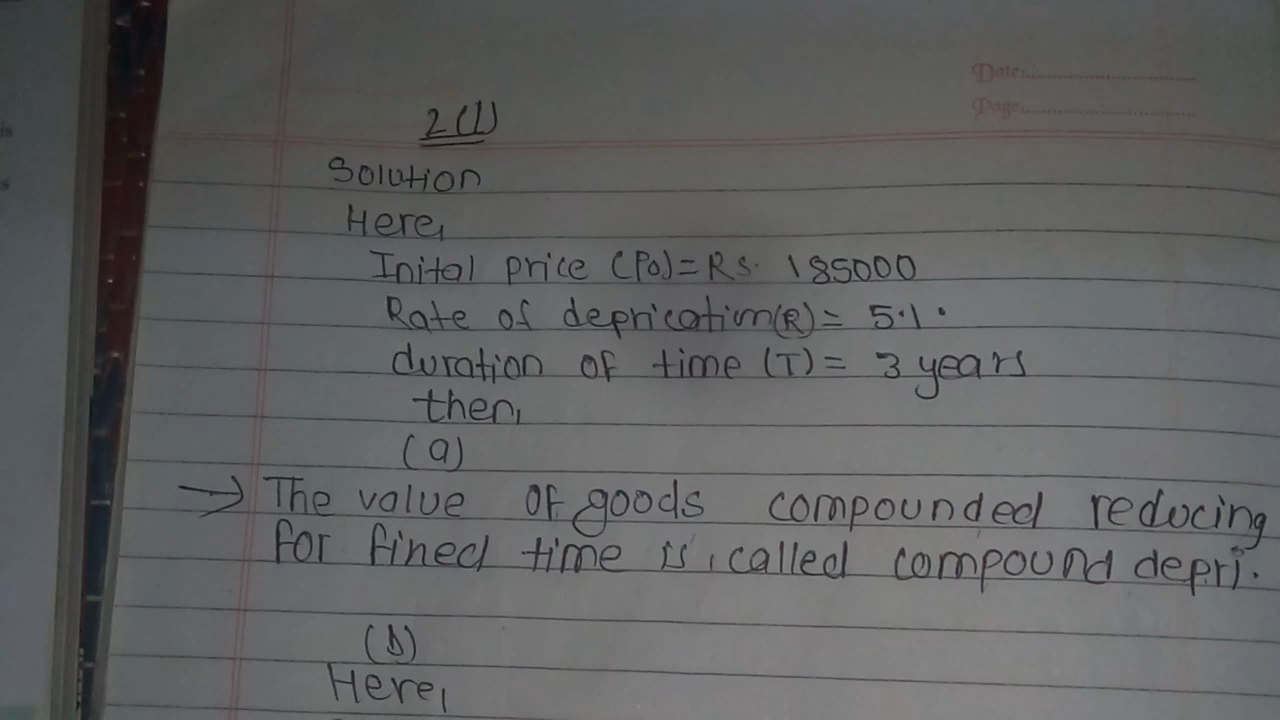 Date:
Page:
is
s
2(1)
Solution
Here,
Inital price (P0)=Rs. 185000
Rate of deprication(R)= 5%
duration of time (T)= 3 years
then,
(a)
→ The value of goods compounded reducing
for fined time is, called compound depri.
(b)
Here,